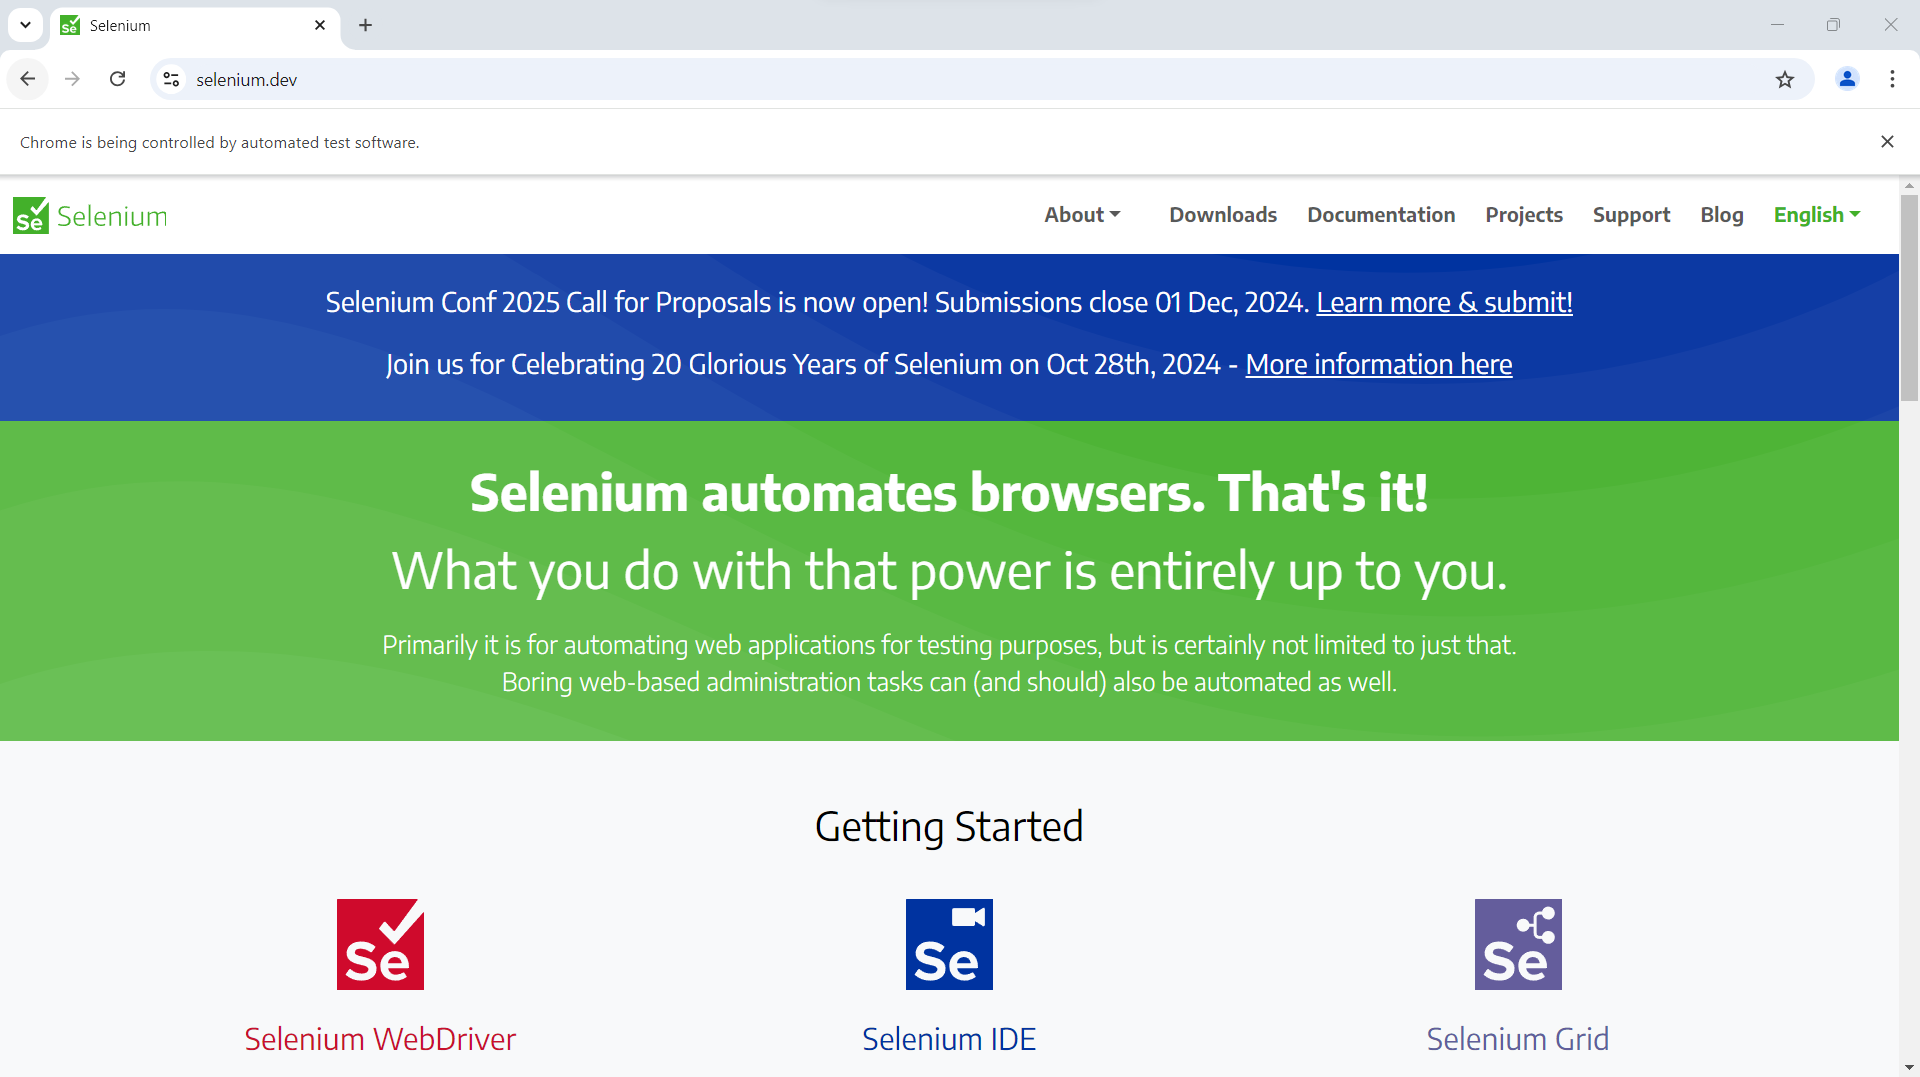 Selenium
selenium.dev
Chrome is being controlled by automated test software.
Se Selenium About Downloads Documentation Projects Support Blog English
Selenium Conf 2025 Call for Proposals is now open! Submissions close 01 Dec, 2024. Learn more & submit!
Join us for Celebrating 20 Glorious Years of Selenium on Oct 28th, 2024 - More information here
Selenium automates browsers. That's it!
What you do with that power is entirely up to you.
Primarily it is for automating web applications for testing purposes, but is certainly not limited to just that.
Boring web-based administration tasks can (and should) also be automated as well.
Getting Started
Se Se Se
Selenium WebDriver Selenium IDE Selenium Grid